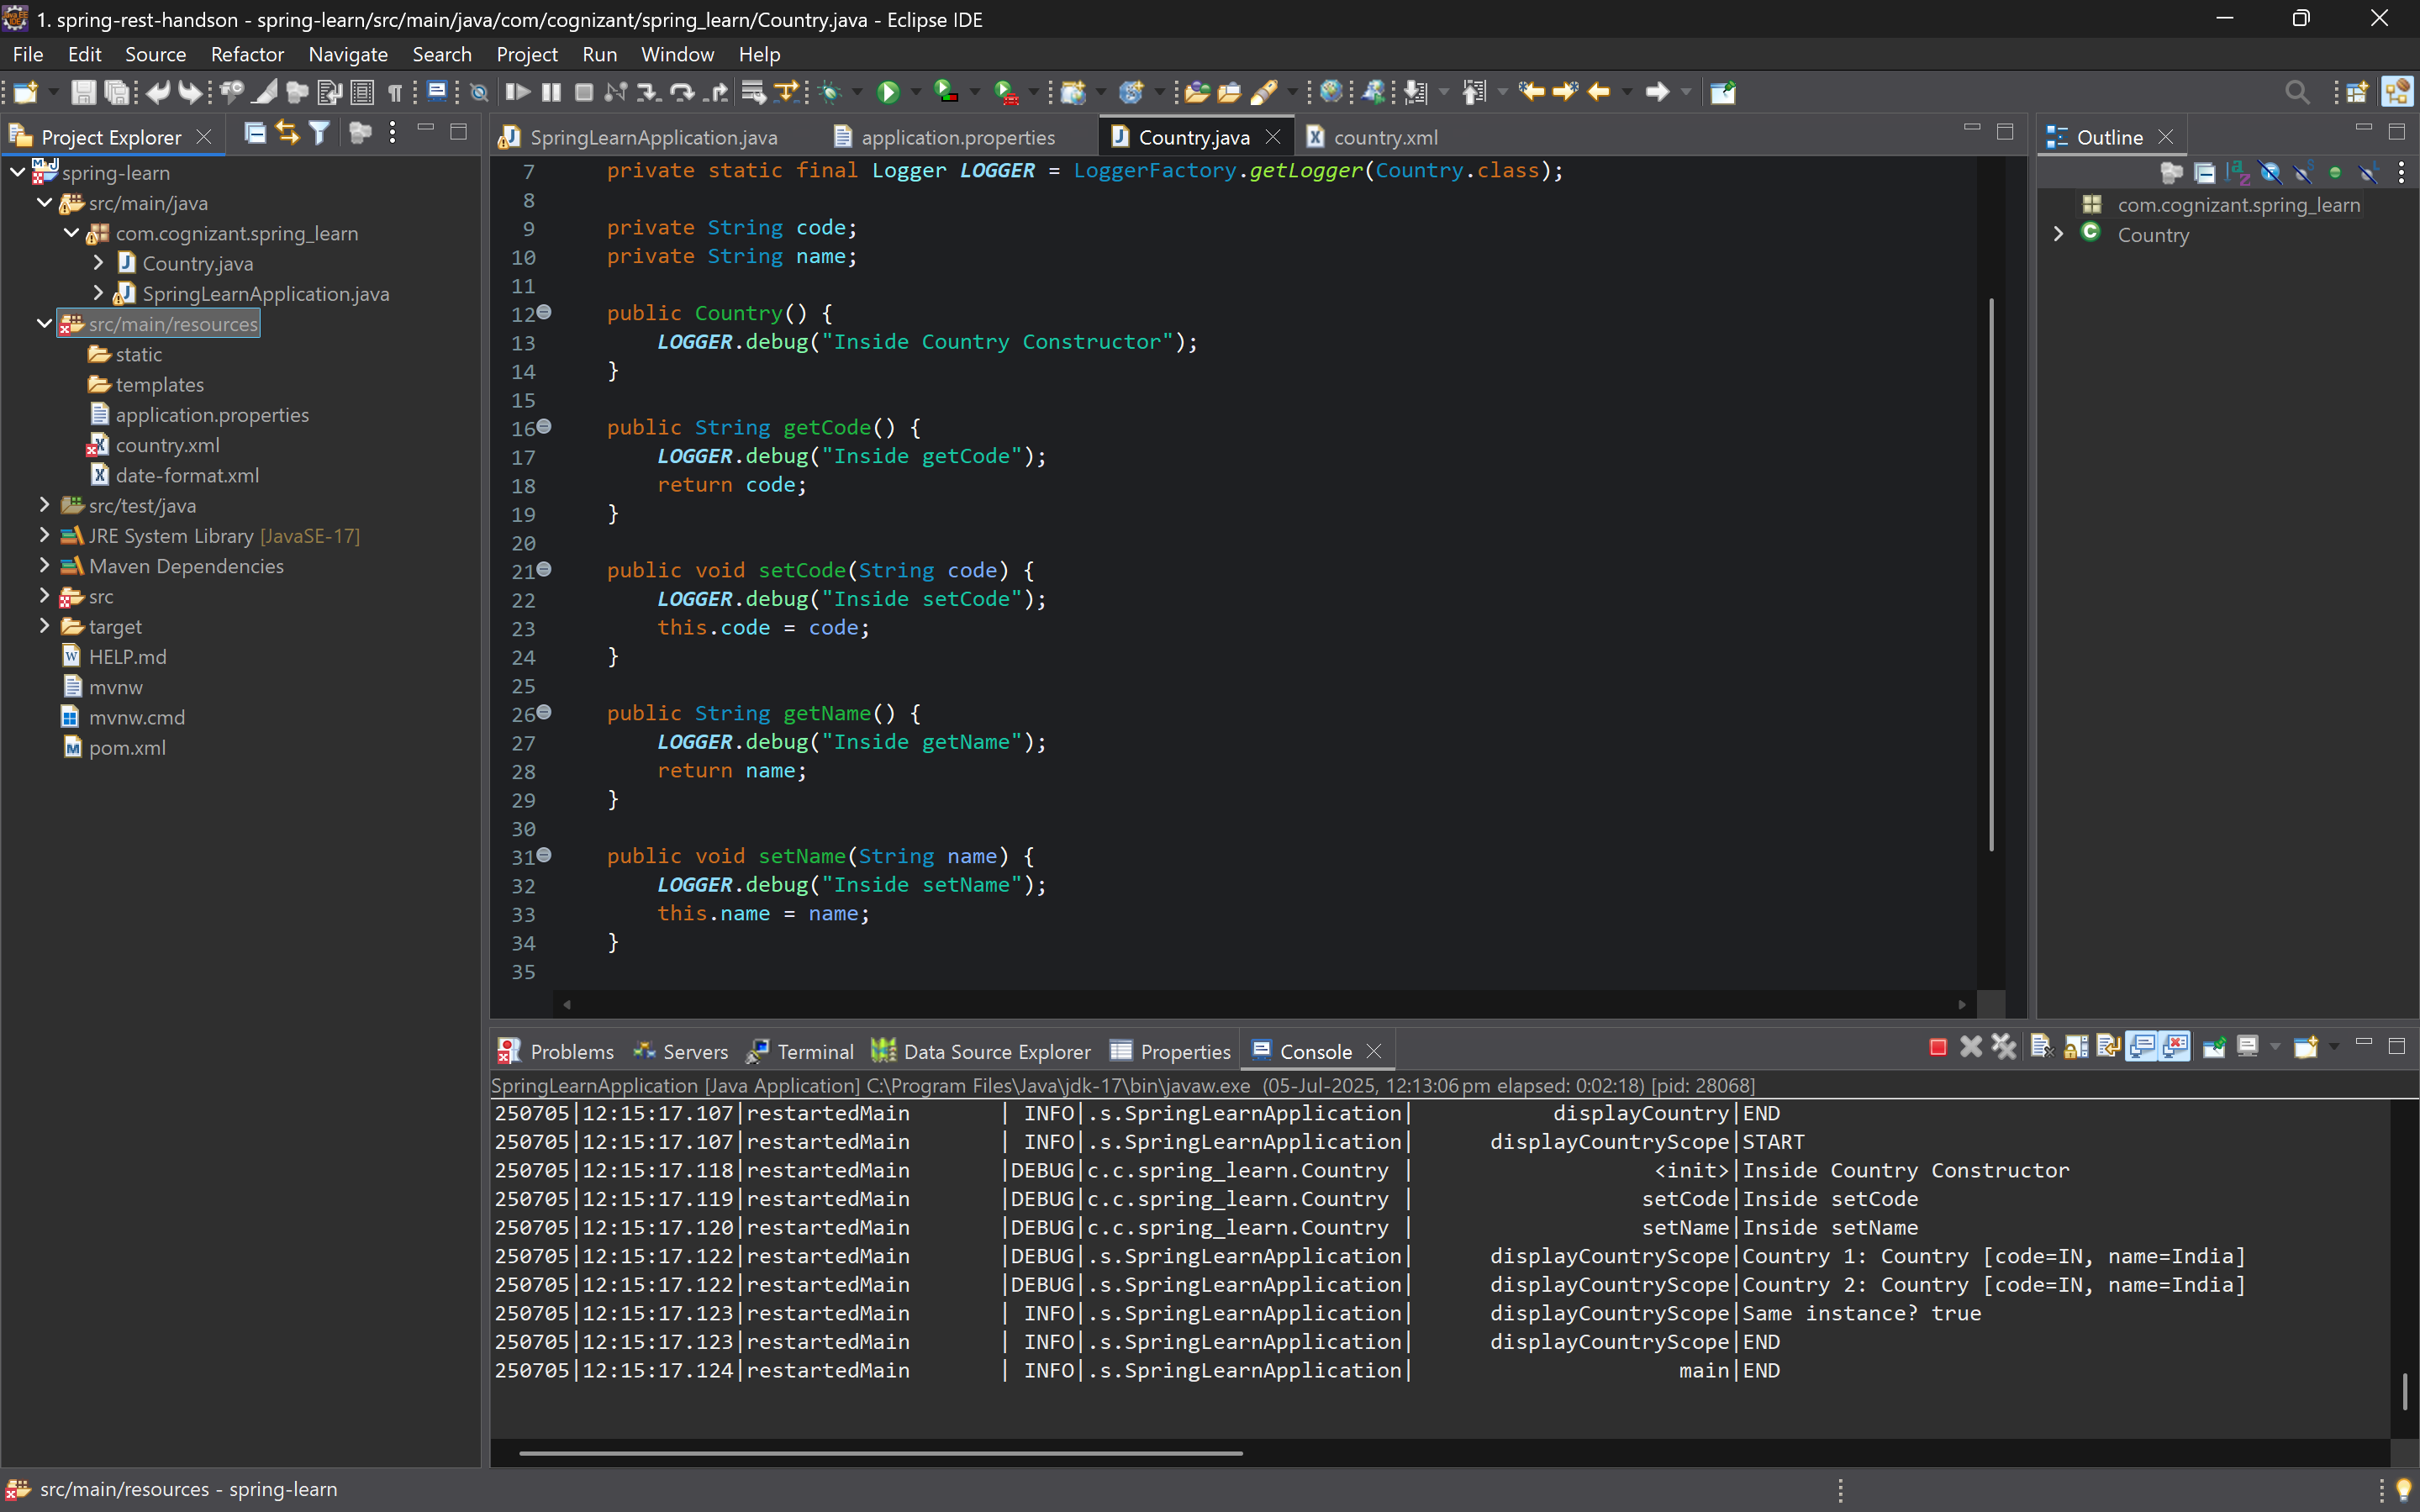 1. spring-rest-handson - spring-learn/src/main/java/com/cognizant/spring_learn/Country.java - Eclipse IDE
File Edit Source Refactor Navigate Search Project Run Window Help
Project Explorer
spring-learn
src/main/java
com.cognizant.spring_learn
Country.java
SpringLearnApplication.java
src/main/resources
static
templates
application.properties
country.xml
date-format.xml
src/test/java
JRE System Library [JavaSE-17]
Maven Dependencies
src
target
HELP.md
mvnw
mvnw.cmd
pom.xml
SpringLearnApplication.java application.properties Country.java country.xml
7 private static final Logger LOGGER = LoggerFactory.getLogger(Country.class);
8
9 private String code;
10 private String name;
11
12 public Country() {
13 LOGGER.debug("Inside Country Constructor");
14 }
15
16 public String getCode() {
17 LOGGER.debug("Inside getCode");
18 return code;
19 }
20
21 public void setCode(String code) {
22 LOGGER.debug("Inside setCode");
23 this.code = code;
24 }
25
26 public String getName() {
27 LOGGER.debug("Inside getName");
28 return name;
29 }
30
31 public void setName(String name) {
32 LOGGER.debug("Inside setName");
33 this.name = name;
34 }
35
Outline
com.cognizant.spring_learn
Country
Problems Servers Terminal Data Source Explorer Properties Console
SpringLearnApplication [Java Application] C:\Program Files\Java\jdk-17\bin\javaw.exe (05-Jul-2025, 12:13:06 pm elapsed: 0:02:18) [pid: 28068]
250705|12:15:17.107|restartedMain | INFO|.s.SpringLearnApplication| displayCountry|END
250705|12:15:17.107|restartedMain | INFO|.s.SpringLearnApplication| displayCountryScope|START
250705|12:15:17.118|restartedMain |DEBUG|c.c.spring_learn.Country | <init>|Inside Country Constructor
250705|12:15:17.119|restartedMain |DEBUG|c.c.spring_learn.Country | setCode|Inside setCode
250705|12:15:17.120|restartedMain |DEBUG|c.c.spring_learn.Country | setName|Inside setName
250705|12:15:17.122|restartedMain |DEBUG|.s.SpringLearnApplication| displayCountryScope|Country 1: Country [code=IN, name=India]
250705|12:15:17.122|restartedMain |DEBUG|.s.SpringLearnApplication| displayCountryScope|Country 2: Country [code=IN, name=India]
250705|12:15:17.123|restartedMain | INFO|.s.SpringLearnApplication| displayCountryScope|Same instance? true
250705|12:15:17.123|restartedMain | INFO|.s.SpringLearnApplication| displayCountryScope|END
250705|12:15:17.124|restartedMain | INFO|.s.SpringLearnApplication| main|END
src/main/resources - spring-learn